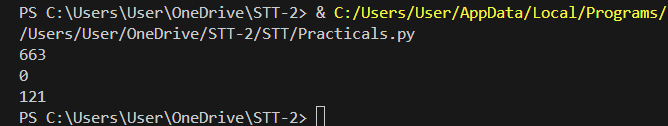 PS C:\Users\User\OneDrive\STT-2> & C:/Users/User/AppData/Local/Programs/
/Users/User/OneDrive/STT-2/STT/Practicals.py
663
0
121
PS C:\Users\User\OneDrive\STT-2>